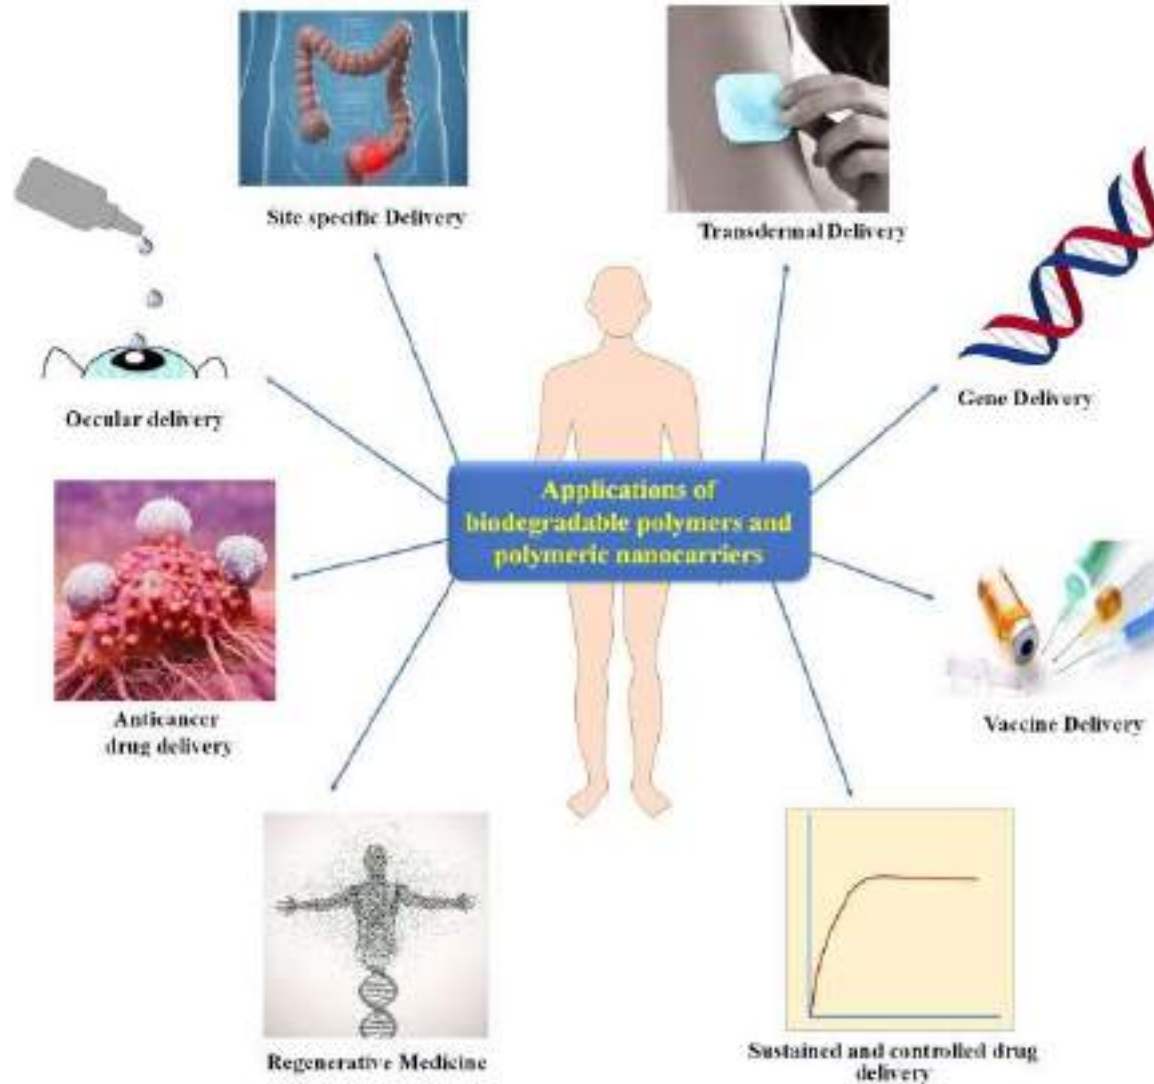 Site specific Delivery
Transdermal Delivery
Occular delivery
Gene Delivery
Applications of
biodegradable polymers and
polymeric nanocarriers
Anticancer
drug delivery
Vaccine Delivery
Regenerative Medicine
Sustained and controlled drug
delivery